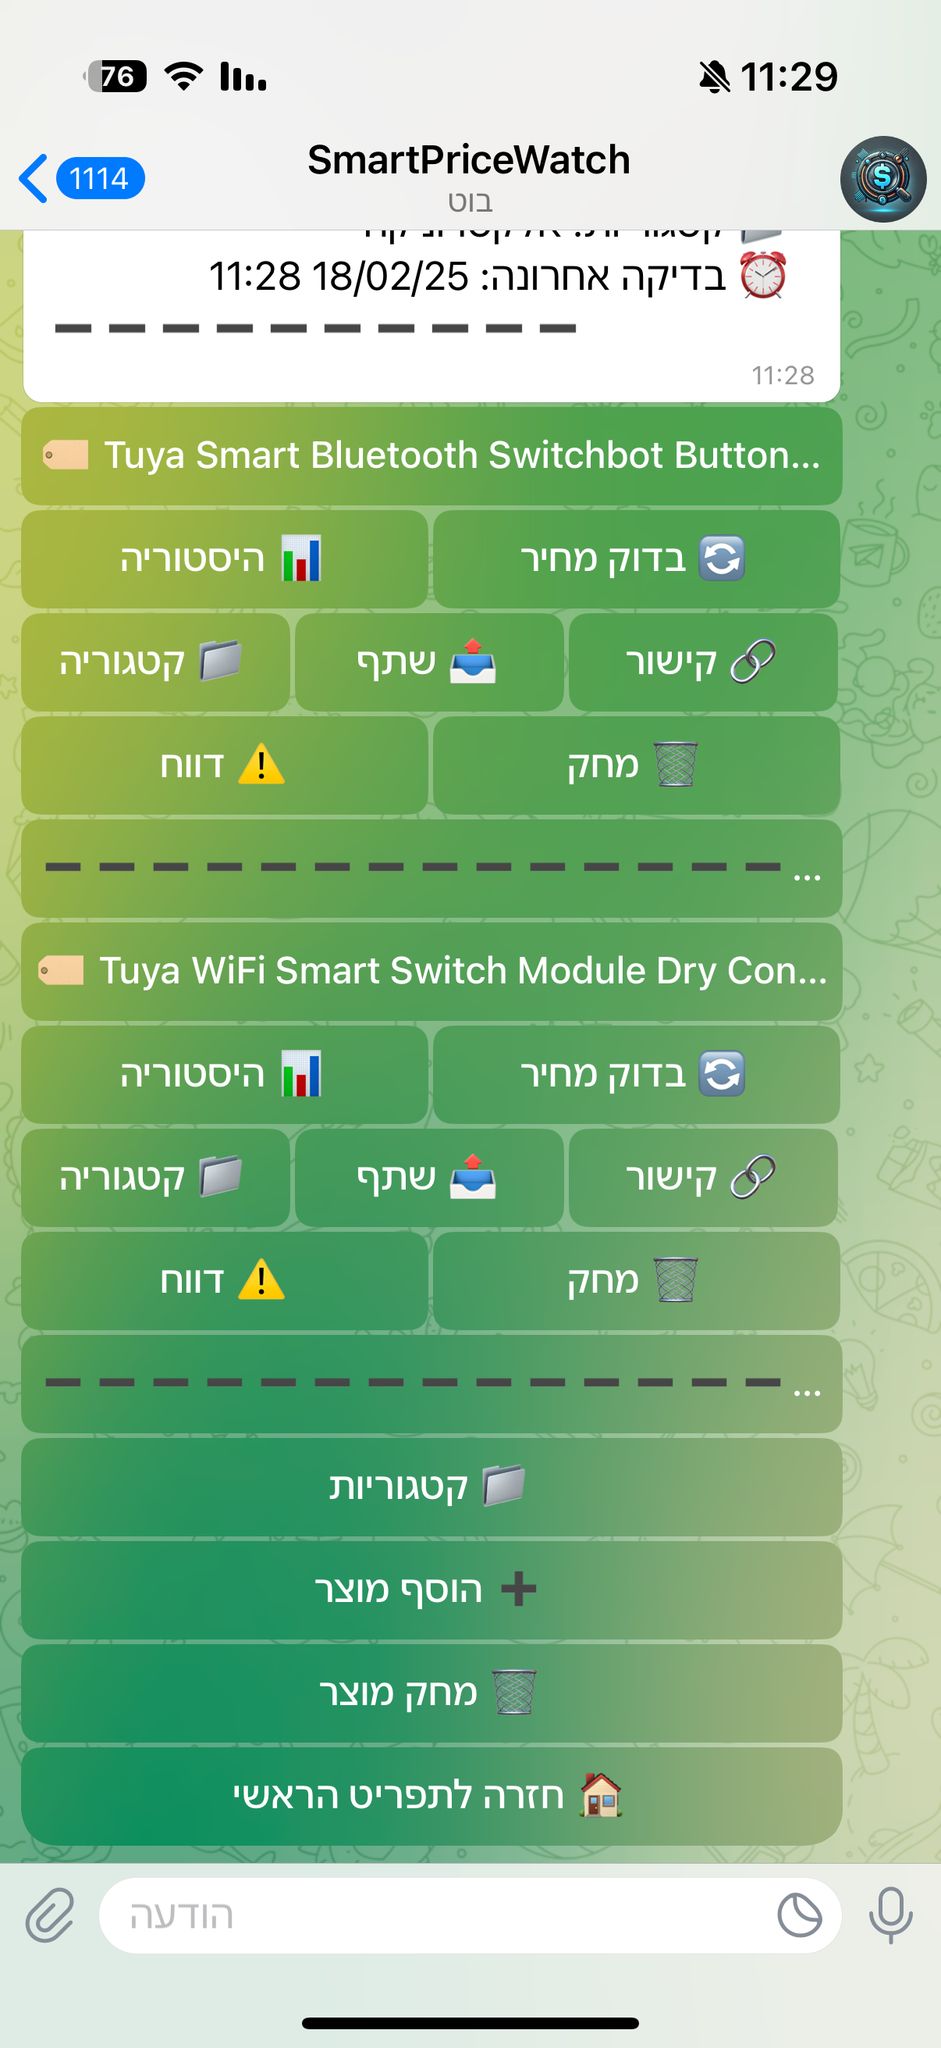 76
11:29
1114
SmartPriceWatch
בוט
קטגוריות: אלקטרוניקה
בדיקה אחרונה: 18/02/25 11:28
11:28
Tuya Smart Bluetooth Switchbot Button...
בדוק מחיר
היסטוריה
קישור
שתף
קטגוריה
מחק
דווח
...
Tuya WiFi Smart Switch Module Dry Con...
בדוק מחיר
היסטוריה
קישור
שתף
קטגוריה
מחק
דווח
...
קטגוריות
הוסף מוצר
מחק מוצר
חזרה לתפריט הראשי
הודעה